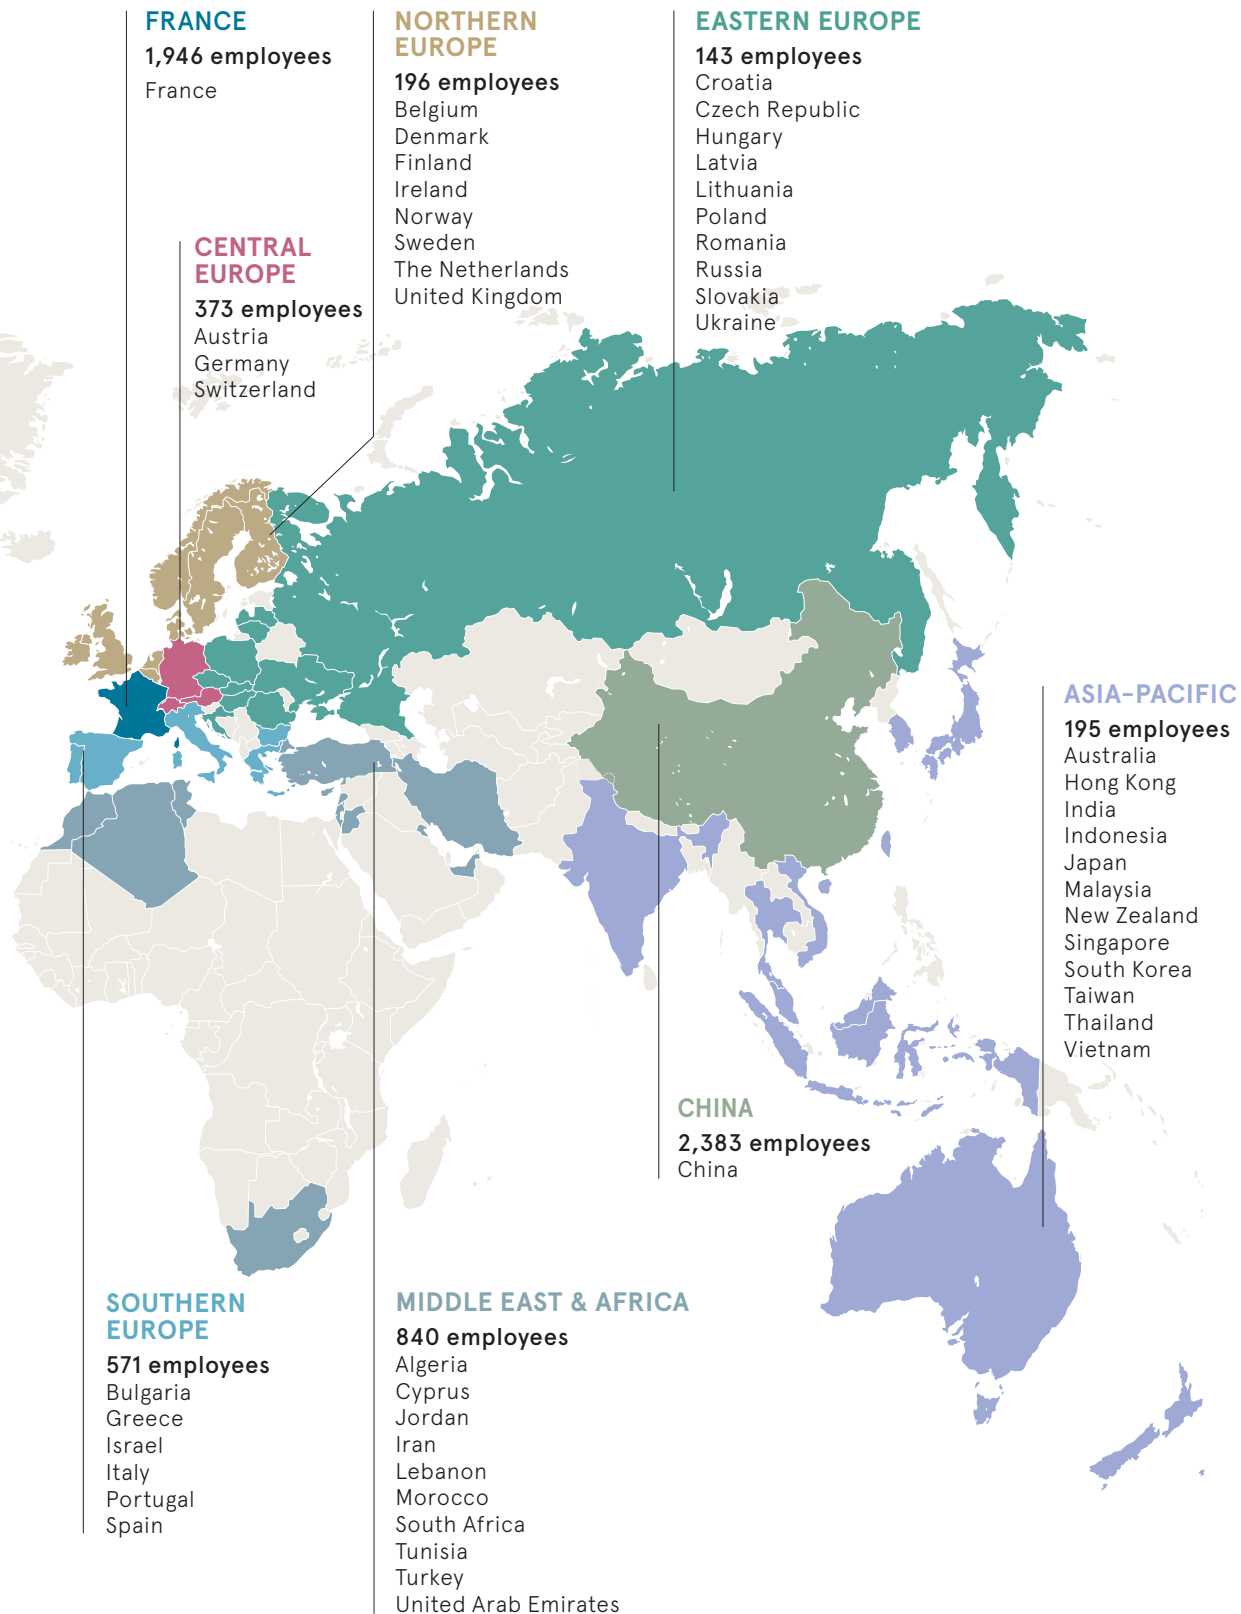 FRANCE
1,946 employees
France
NORTHERN
EUROPE
196 employees
Belgium
Denmark
Finland
Ireland
Norway
Sweden
The Netherlands
United Kingdom
EASTERN EUROPE
143 employees
Croatia
Czech Republic
Hungary
Latvia
Lithuania
Poland
Romania
Russia
Slovakia
Ukraine
CENTRAL
EUROPE
373 employees
Austria
Germany
Switzerland
ASIA-PACIFIC
195 employees
Australia
Hong Kong
India
Indonesia
Japan
Malaysia
New Zealand
Singapore
South Korea
Taiwan
Thailand
Vietnam
CHINA
2,383 employees
China
SOUTHERN
EUROPE
571 employees
Bulgaria
Greece
Israel
Italy
Portugal
Spain
MIDDLE EAST & AFRICA
840 employees
Algeria
Cyprus
Jordan
Iran
Lebanon
Morocco
South Africa
Tunisia
Turkey
United Arab Emirates